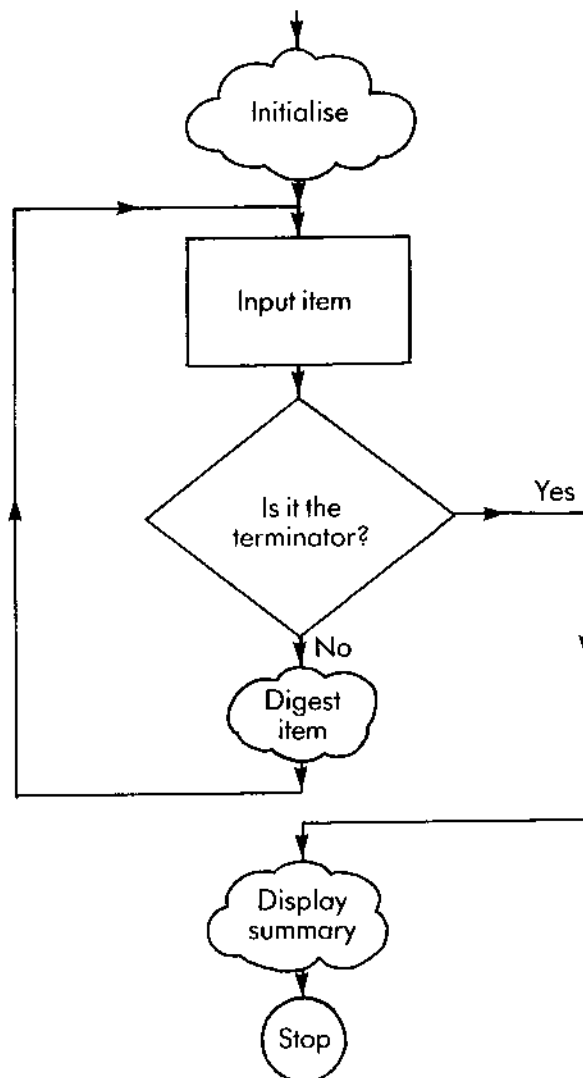 Initialise
Input item
Is it the
terminator?
Yes
No
Digest
item
Display
summary
Stop